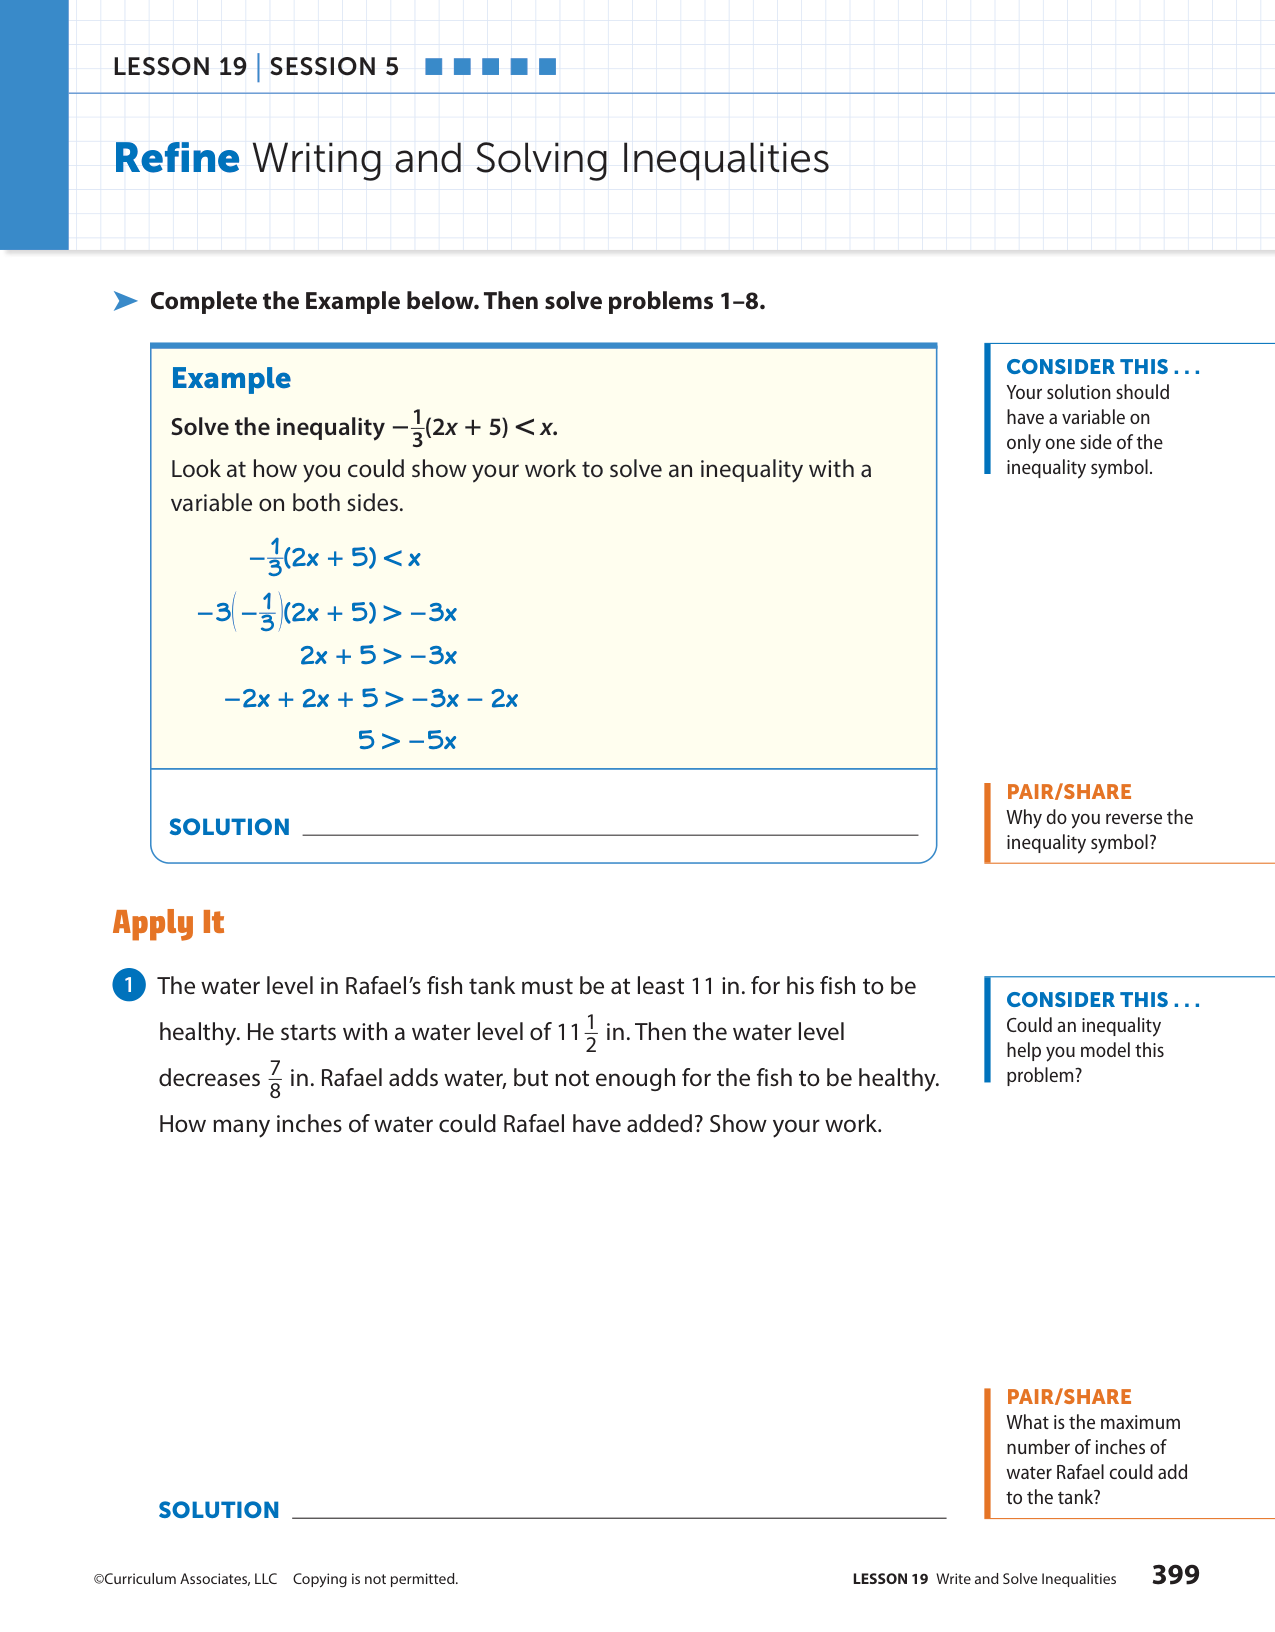 LESSON 19 | SESSION 5
Refine Writing and Solving Inequalities
Complete the Example below. Then solve problems 1–8.
Example
Solve the inequality −1/3(2x + 5) < x.
Look at how you could show your work to solve an inequality with a
variable on both sides.
−1/3(2x + 5) < x
−3(−1/3)(2x + 5) > −3x
2x + 5 > −3x
−2x + 2x + 5 > −3x − 2x
5 > −5x
SOLUTION
CONSIDER THIS . . .
Your solution should
have a variable on
only one side of the
inequality symbol.
PAIR/SHARE
Why do you reverse the
inequality symbol?
Apply It
1 The water level in Rafael’s fish tank must be at least 11 in. for his fish to be
healthy. He starts with a water level of 11 1/2 in. Then the water level
decreases 7/8 in. Rafael adds water, but not enough for the fish to be healthy.
How many inches of water could Rafael have added? Show your work.
CONSIDER THIS . . .
Could an inequality
help you model this
problem?
PAIR/SHARE
What is the maximum
number of inches of
water Rafael could add
to the tank?
SOLUTION
©Curriculum Associates, LLC Copying is not permitted.
LESSON 19 Write and Solve Inequalities 399